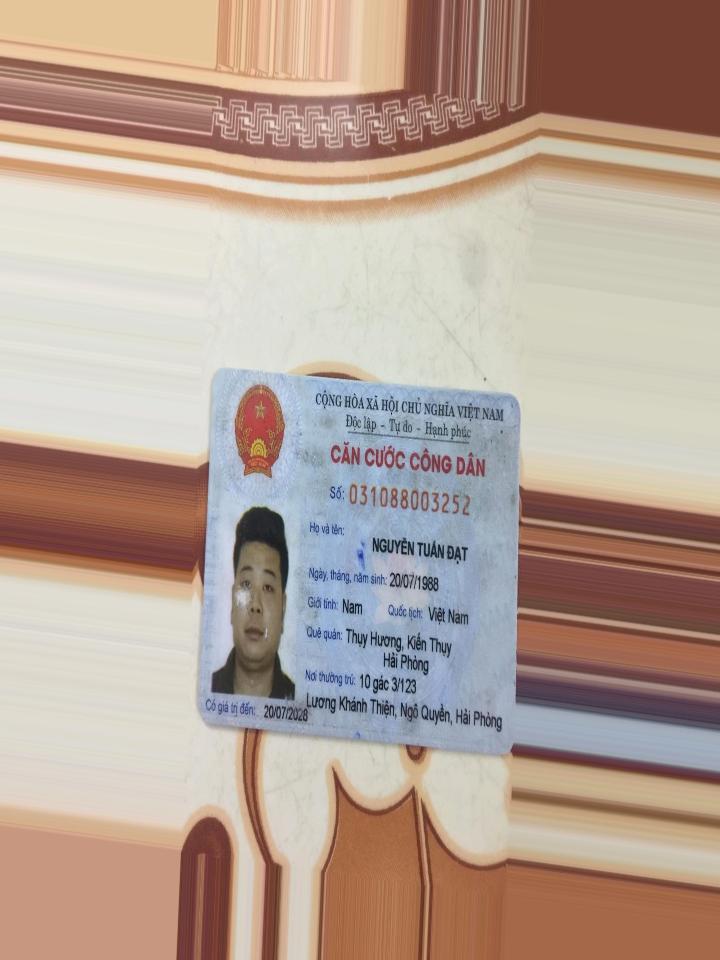 CỘNG HÒA XÃ HỘI CHỦ NGHĨA VIỆT NAM
Độc lập - Tự do - Hạnh phúc
CĂN CƯỚC CÔNG DÂN
Số: 031088003252
Họ và tên:
NGUYỄN TUẤN ĐẠT
Ngày, tháng, năm sinh: 20/07/1988
Giới tính: Nam Quốc tịch: Việt Nam
Quê quán: Thụy Hương, Kiến Thụy
Hải Phòng
Nơi thường trú: 10 gác 3/123
Lương Khánh Thiện, Ngô Quyền, Hải Phòng
Có giá trị đến: 20/07/2028